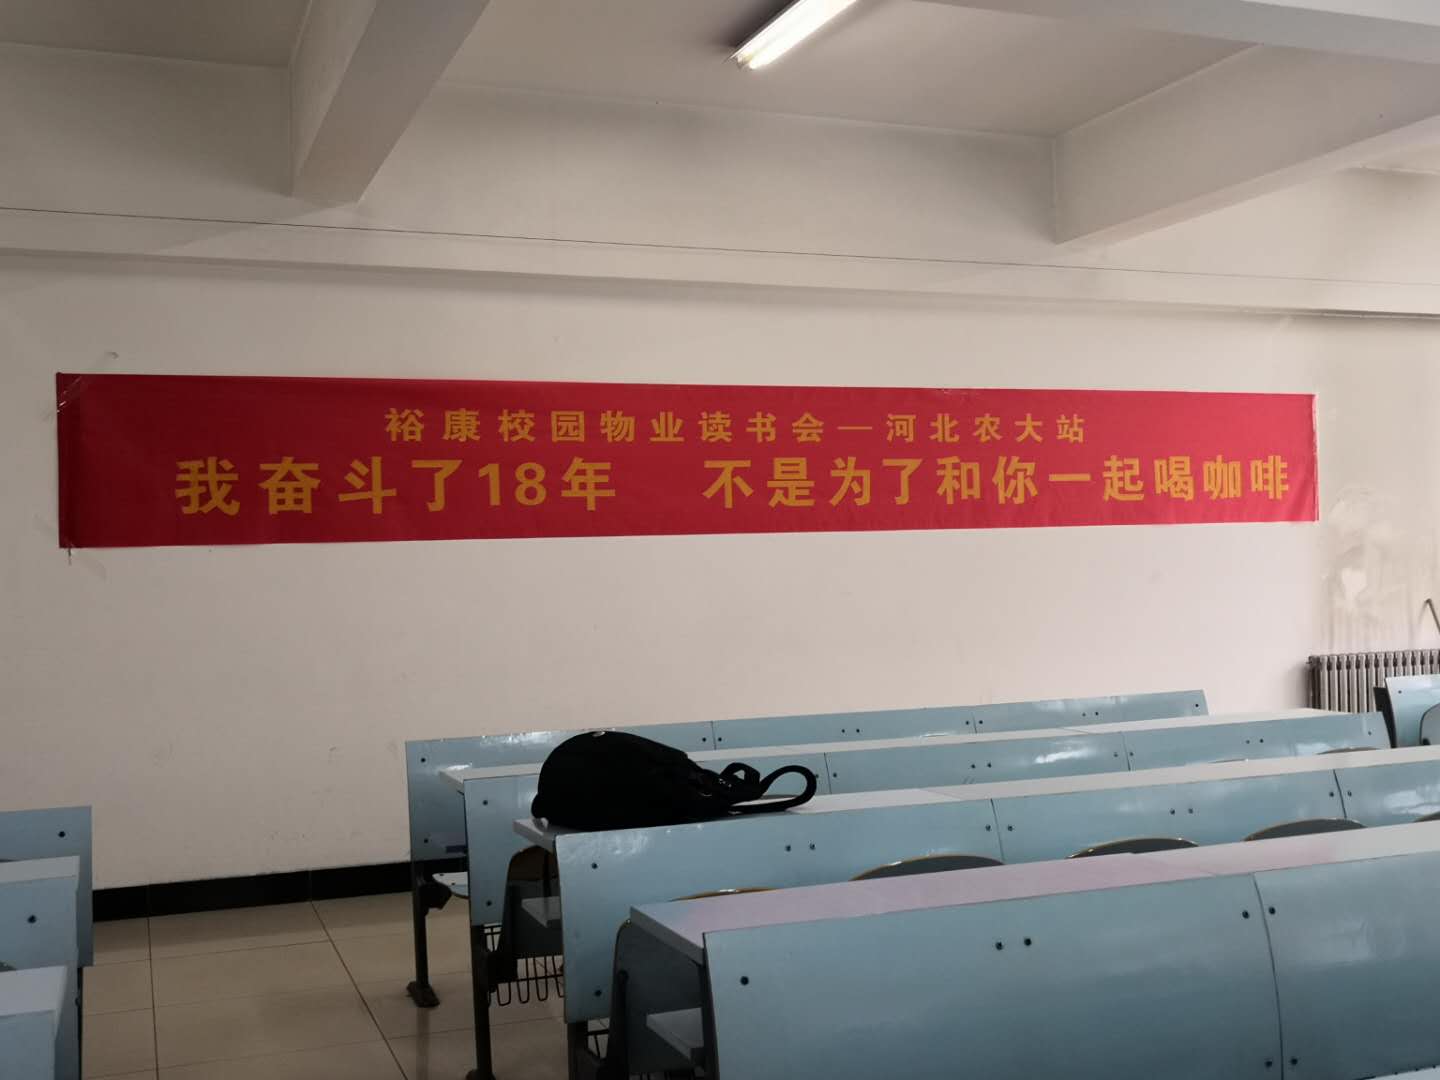 裕康校园物业读书会—河北农大站
我奋斗了18年 不是为了和你一起喝咖啡